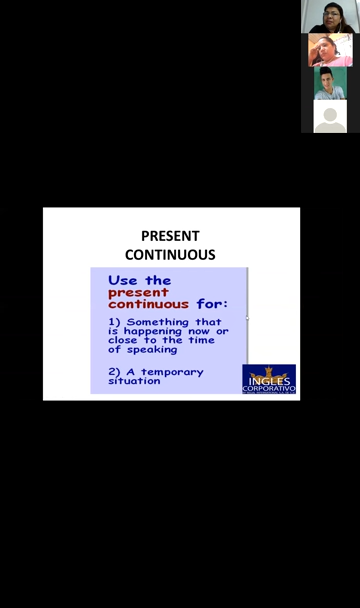 PRESENT
CONTINUOUS
Use the
present
continuous for:
1) Something that
is happening now or
close to the time
of speaking
2) A temporary
situation
INGLES
CORPORATIVO